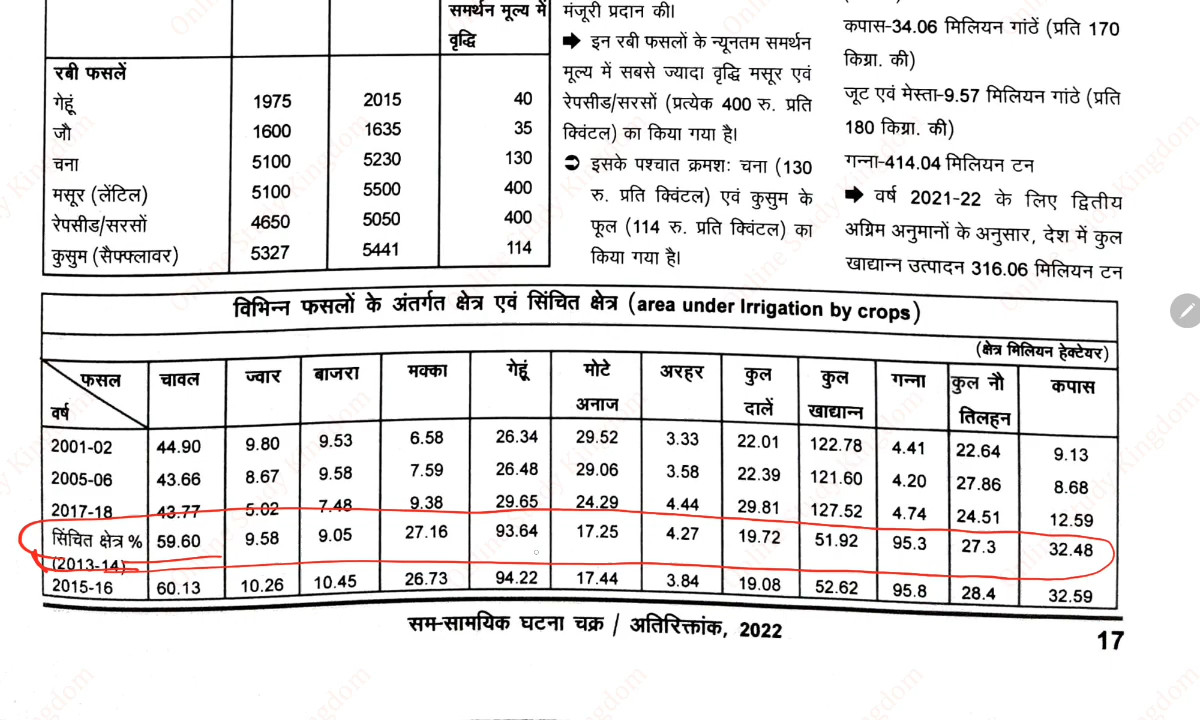 समर्थन मूल्य में
वृद्धि
रबी फसलें
गेहूं 1975 2015 40
जौ 1600 1635 35
चना 5100 5230 130
मसूर (लेंटिल) 5100 5500 400
रेपसीड/सरसों 4650 5050 400
कुसुम (सैफ्फ्लावर) 5327 5441 114
मंजूरी प्रदान की।
➡ इन रबी फसलों के न्यूनतम समर्थन
मूल्य में सबसे ज्यादा वृद्धि मसूर एवं
रेपसीड/सरसों (प्रत्येक 400 रु. प्रति
क्विंटल) का किया गया है।
➲ इसके पश्चात क्रमशः चना (130
रु. प्रति क्विंटल) एवं कुसुम के
फूल (114 रु. प्रति क्विंटल) का
किया गया है।
कपास-34.06 मिलियन गांठें (प्रति 170
किग्रा. की)
जूट एवं मेस्ता-9.57 मिलियन गांठे (प्रति
180 किग्रा. की)
गन्ना-414.04 मिलियन टन
➡ वर्ष 2021-22 के लिए द्वितीय
अग्रिम अनुमानों के अनुसार, देश में कुल
खाद्यान्न उत्पादन 316.06 मिलियन टन
विभिन्न फसलों के अंतर्गत क्षेत्र एवं सिंचित क्षेत्र (area under Irrigation by crops)
(क्षेत्र मिलियन हेक्टेयर)
फसल चावल ज्वार बाजरा मक्का गेहूं मोटे अरहर कुल कुल गन्ना कुल नौ कपास
वर्ष अनाज दालें खाद्यान्न तिलहन
2001-02 44.90 9.80 9.53 6.58 26.34 29.52 3.33 22.01 122.78 4.41 22.64 9.13
2005-06 43.66 8.67 9.58 7.59 26.48 29.06 3.58 22.39 121.60 4.20 27.86 8.68
2017-18 43.77 5.02 7.48 9.38 29.65 24.29 4.44 29.81 127.52 4.74 24.51 12.59
सिंचित क्षेत्र % 59.60 9.58 9.05 27.16 93.64 17.25 4.27 19.72 51.92 95.3 27.3 32.48
(2013-14)
2015-16 60.13 10.26 10.45 26.73 94.22 17.44 3.84 19.08 52.62 95.8 28.4 32.59
सम-सामयिक घटना चक्र / अतिरिक्तांक, 2022
17